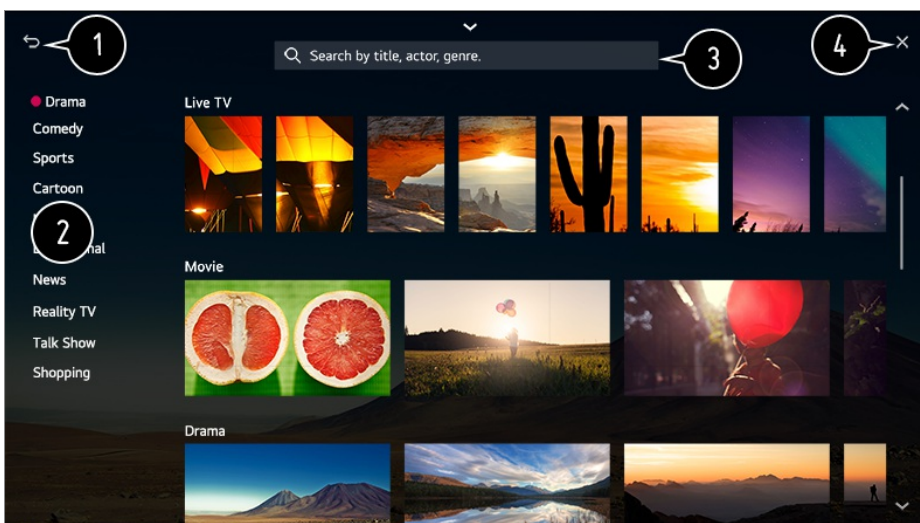 1
4
Search by title, actor, genre.
3
Drama
Live TV
Comedy
Sports
Cartoon
2
News
Movie
Reality TV
Talk Show
Shopping
Drama